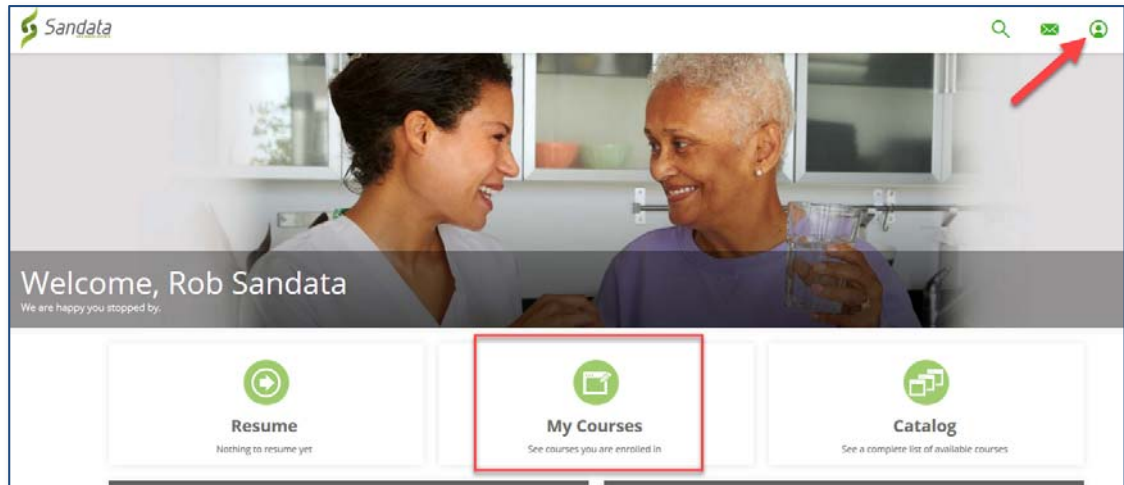 Sandata
Welcome, Rob Sandata
We are happy you stopped by.
Resume
Nothing to resume yet
My Courses
See courses you are enrolled in
Catalog
See a complete list of available courses